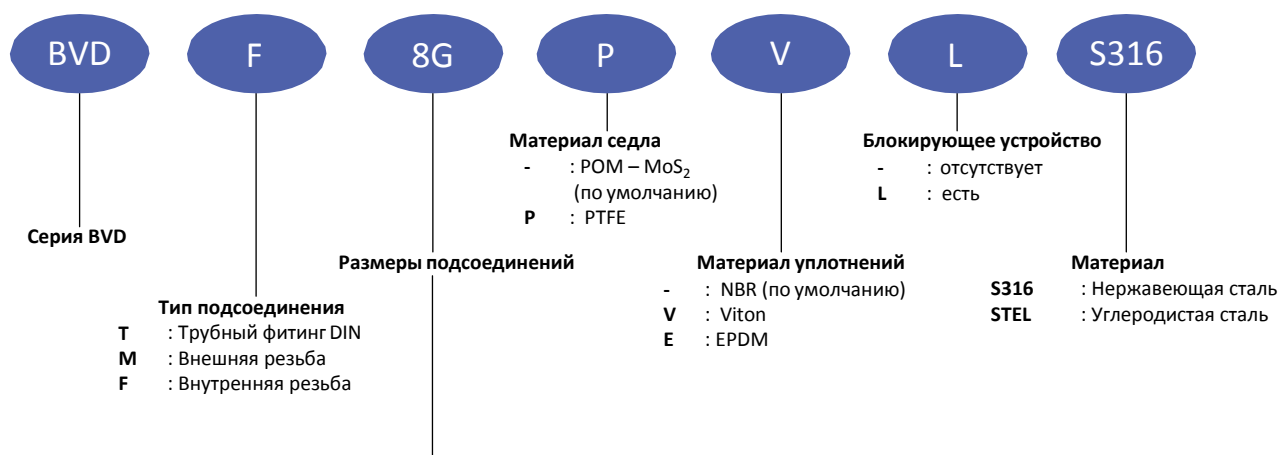 BVD F 8G P V L S316
Материал седла
- : POM – MoS₂
(по умолчанию)
P : PTFE
Блокирующее устройство
- : отсутствует
L : есть
Серия BVD
Размеры подсоединений
Материал уплотнений
- : NBR (по умолчанию)
V : Viton
E : EPDM
Материал
S316 : Нержавеющая сталь
STEL : Углеродистая сталь
Тип подсоединения
T : Трубный фитинг DIN
M : Внешняя резьба
F : Внутренняя резьба